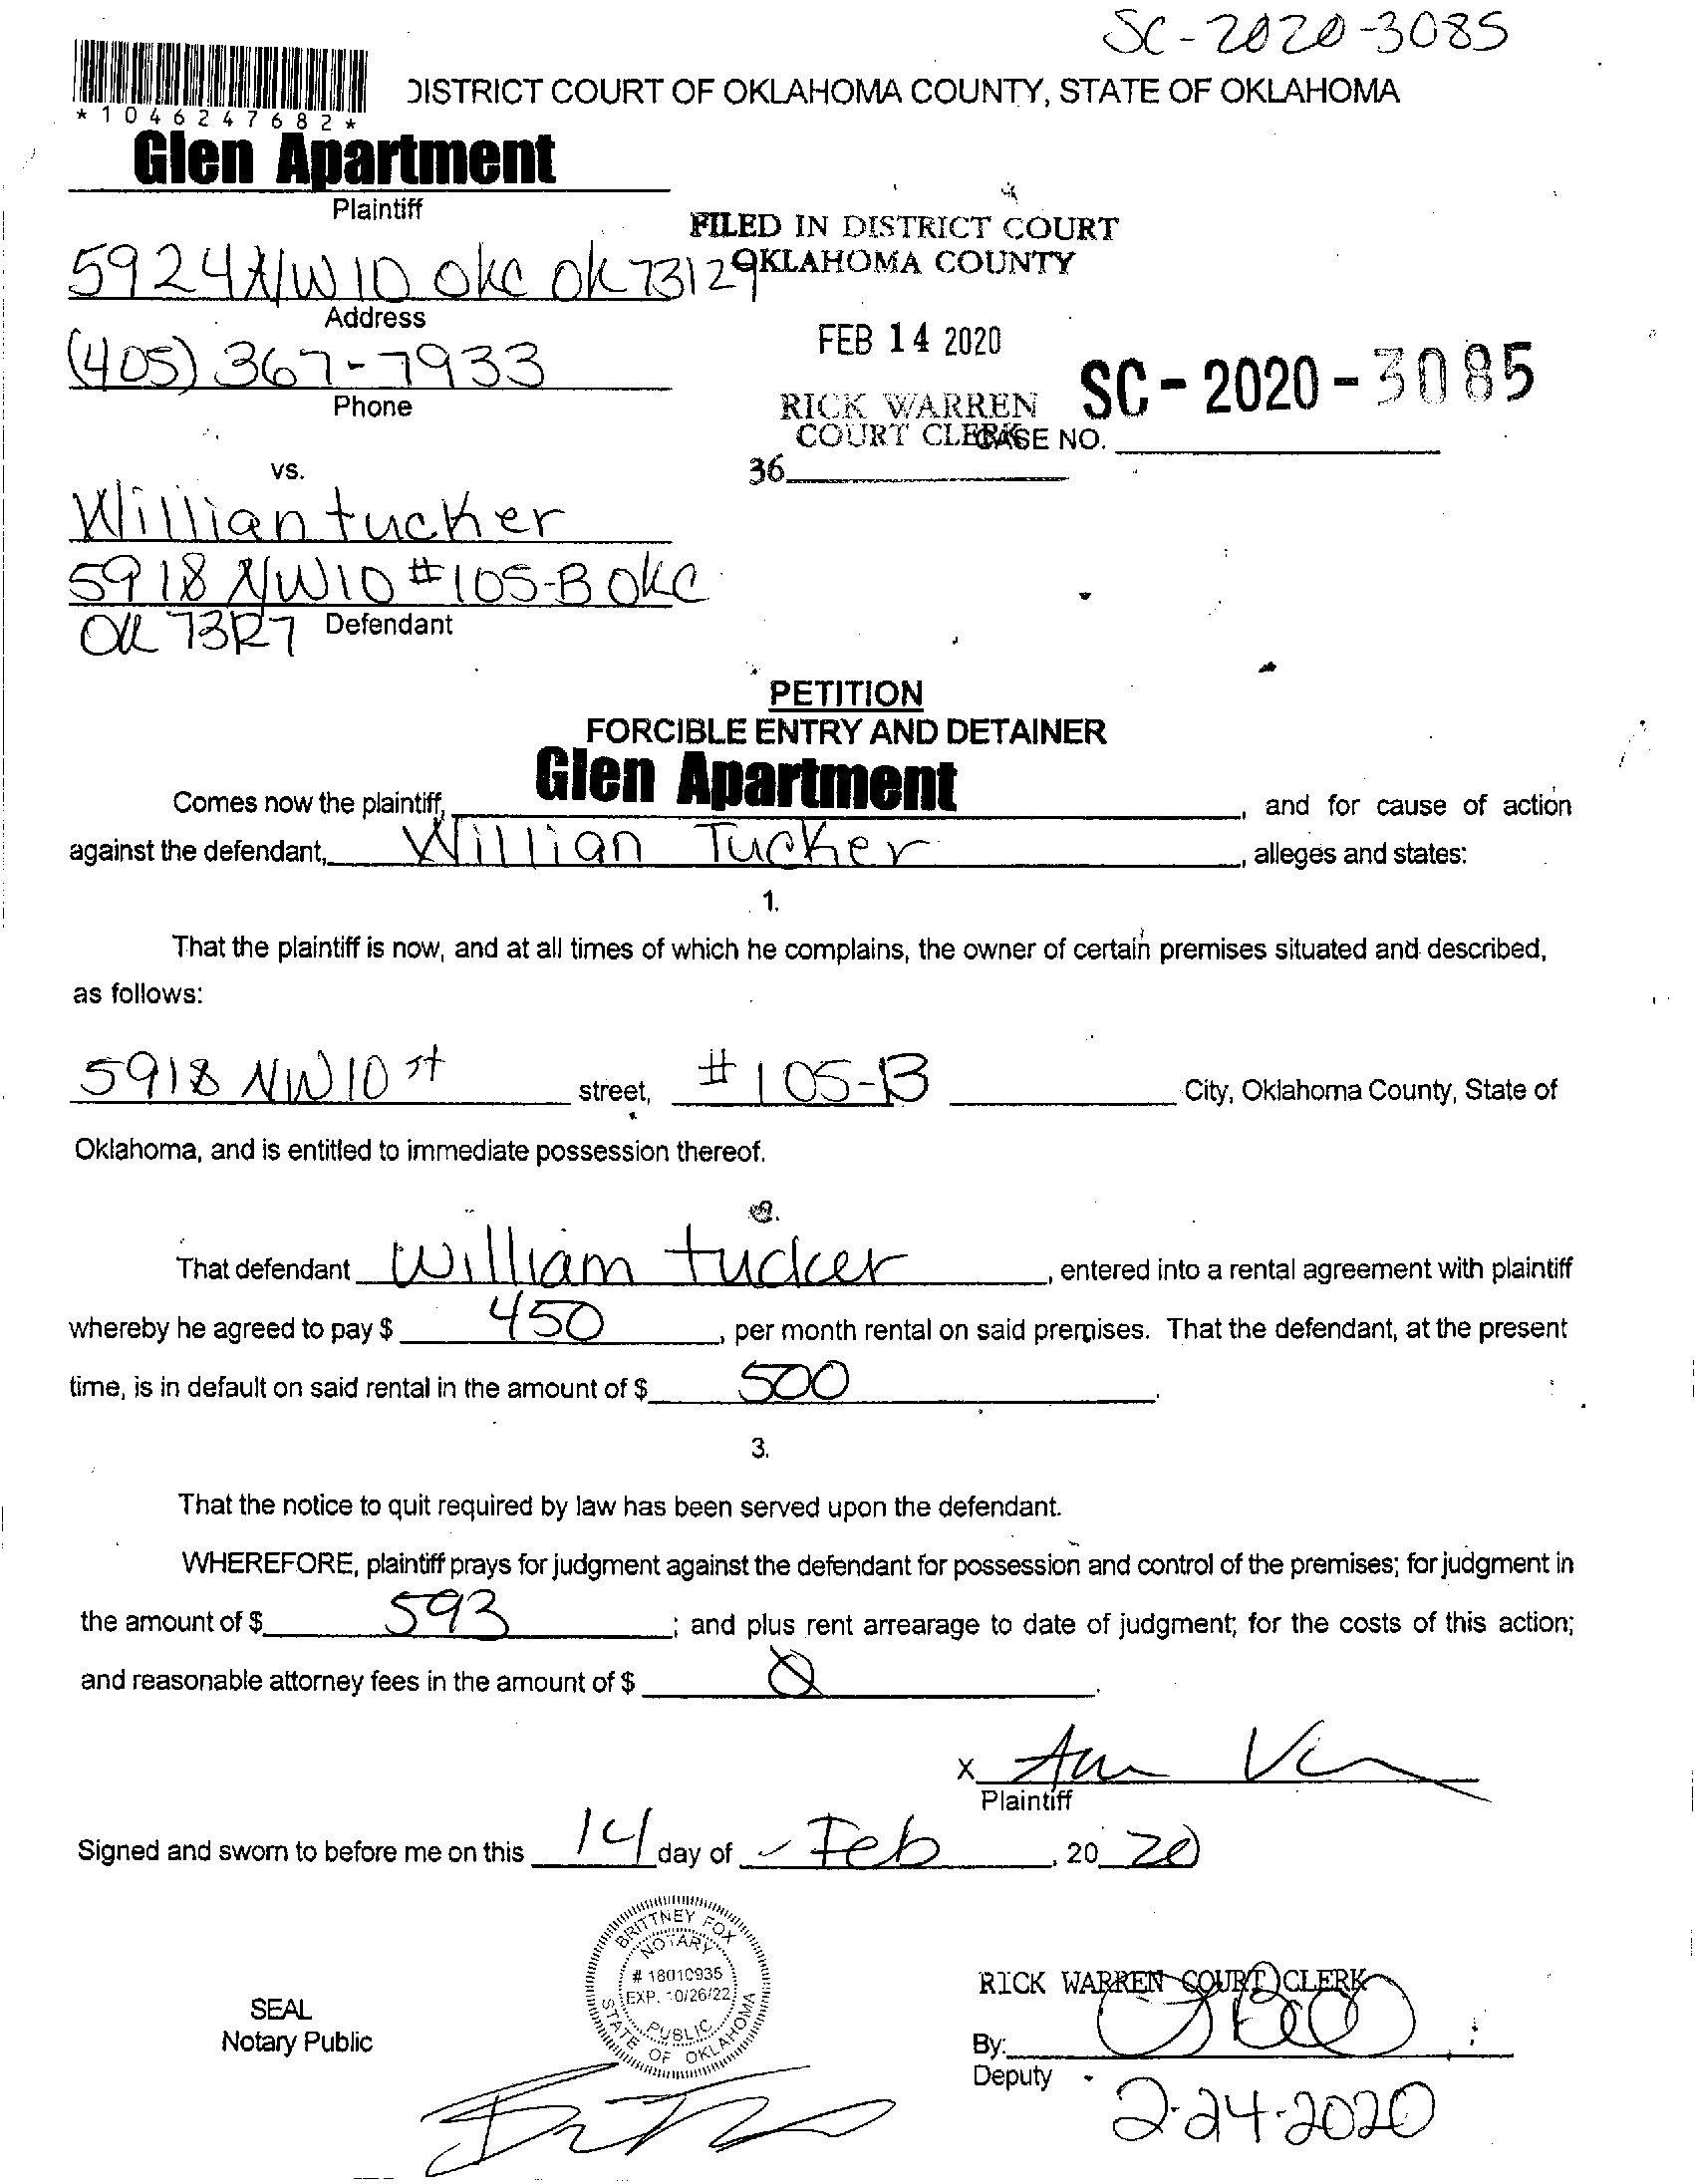 SC-2020-3085
DISTRICT COURT OF OKLAHOMA COUNTY, STATE OF OKLAHOMA
*1046247682*
Glen Apartment
Plaintiff
FILED IN DISTRICT COURT
OKLAHOMA COUNTY
5924 NW 10 OKC OK 73129
Address
FEB 14 2020
(405) 367-7933
Phone
RICK WARREN
COURT CLERK
SC - 2020 - 3085
CASE NO.
36
vs.
Willian tucker
5918 NW10 #105-B OKC
OK 73127 Defendant
PETITION
FORCIBLE ENTRY AND DETAINER
Comes now the plaintiff, Glen Apartment, and for cause of action
against the defendant, Willian Tucker, alleges and states:
1.
That the plaintiff is now, and at all times of which he complains, the owner of certain premises situated and described,
as follows:
5918 NW 10 st street, #105-B City, Oklahoma County, State of
Oklahoma, and is entitled to immediate possession thereof.
2.
That defendant William tucker, entered into a rental agreement with plaintiff
whereby he agreed to pay $ 450, per month rental on said premises. That the defendant, at the present
time, is in default on said rental in the amount of $ 500.
3.
That the notice to quit required by law has been served upon the defendant.
WHEREFORE, plaintiff prays for judgment against the defendant for possession and control of the premises; for judgment in
the amount of $ 593; and plus rent arrearage to date of judgment; for the costs of this action;
and reasonable attorney fees in the amount of $ 0.
X
Plaintiff
Signed and sworn to before me on this 14 day of Feb, 20 20
BRITTNEY FOX
NOTARY
# 18010935
EXP. 10/26/22
PUBLIC
STATE OF OKLAHOMA
SEAL
Notary Public
RICK WARREN COURT CLERK
By:
Deputy
2-24-2020